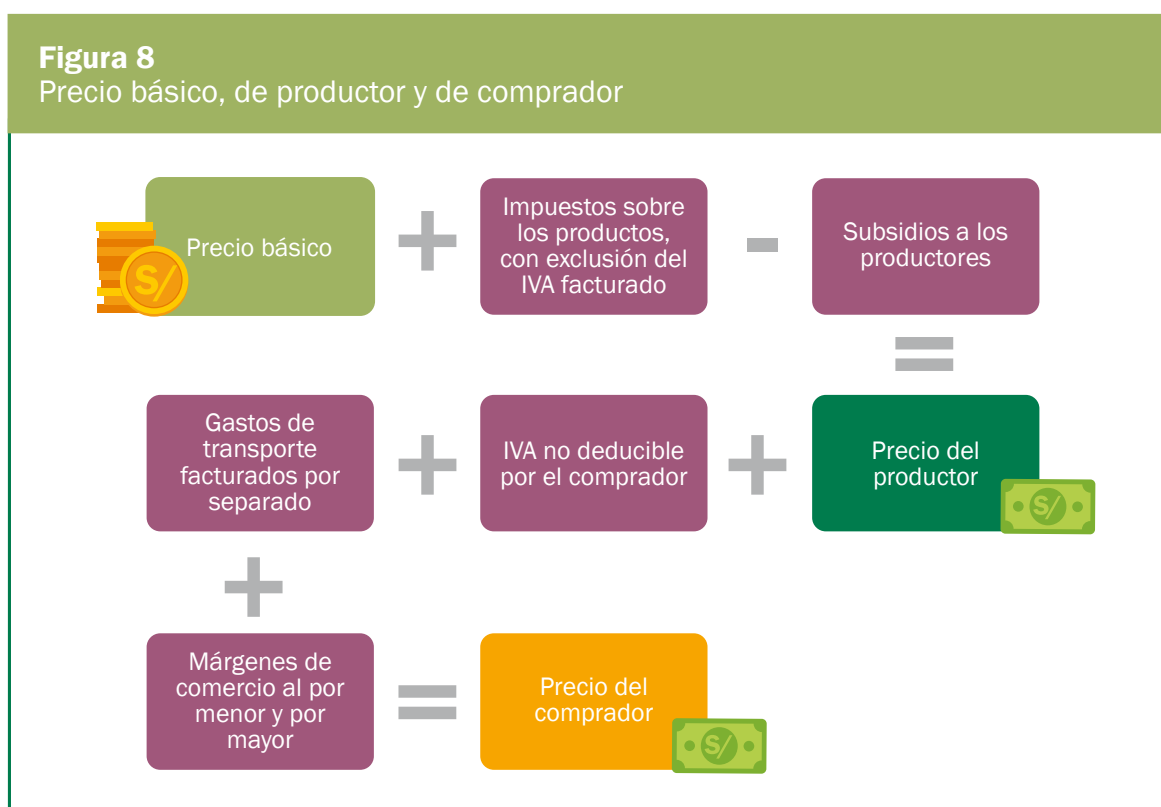 Figura 8
Precio básico, de productor y de comprador
Precio básico
+
Impuestos sobre
los productos,
con exclusión del
IVA facturado
-
Subsidios a los
productores
=
S/
Gastos de
transporte
facturados por
separado
+
IVA no deducible
por el comprador
+
Precio del
productor
S/
+
Márgenes de
comercio al por
menor y por
mayor
=
Precio del
comprador
S/